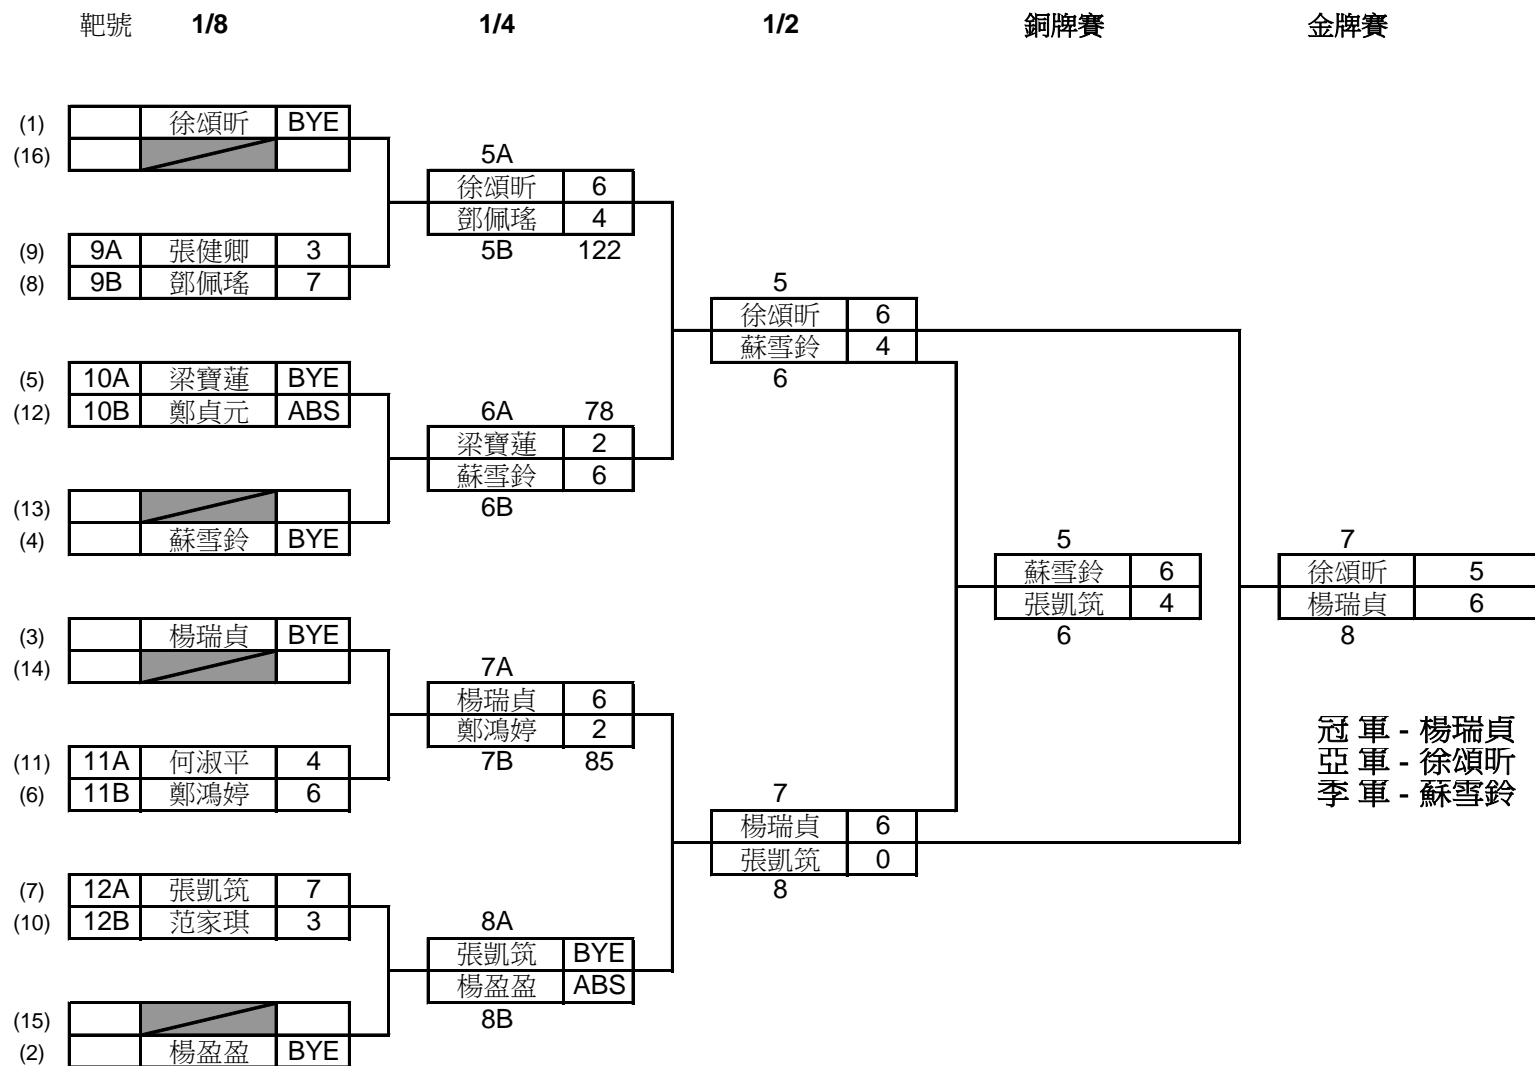 靶號 1/8 1/4 1/2 銅牌賽 金牌賽
(1) 徐頌昕 BYE
(16) 5A
徐頌昕 6
鄧佩瑤 4
(9) 9A 張健卿 3 5B 122
(8) 9B 鄧佩瑤 7 5
徐頌昕 6
蘇雪鈴 4
(5) 10A 梁寶蓮 BYE 6
(12) 10B 鄭貞元 ABS 6A 78
梁寶蓮 2
蘇雪鈴 6
(13) 6B
(4) 蘇雪鈴 BYE 5 7
蘇雪鈴 6 徐頌昕 5
張凱筑 4 楊瑞貞 6
(3) 楊瑞貞 BYE 6 8
(14) 7A
楊瑞貞 6
鄭鴻婷 2 冠 軍 - 楊瑞貞
(11) 11A 何淑平 4 7B 85 亞 軍 - 徐頌昕
(6) 11B 鄭鴻婷 6 7 季 軍 - 蘇雪鈴
楊瑞貞 6
張凱筑 0
(7) 12A 張凱筑 7 8
(10) 12B 范家琪 3 8A
張凱筑 BYE
楊盈盈 ABS
(15) 8B
(2) 楊盈盈 BYE